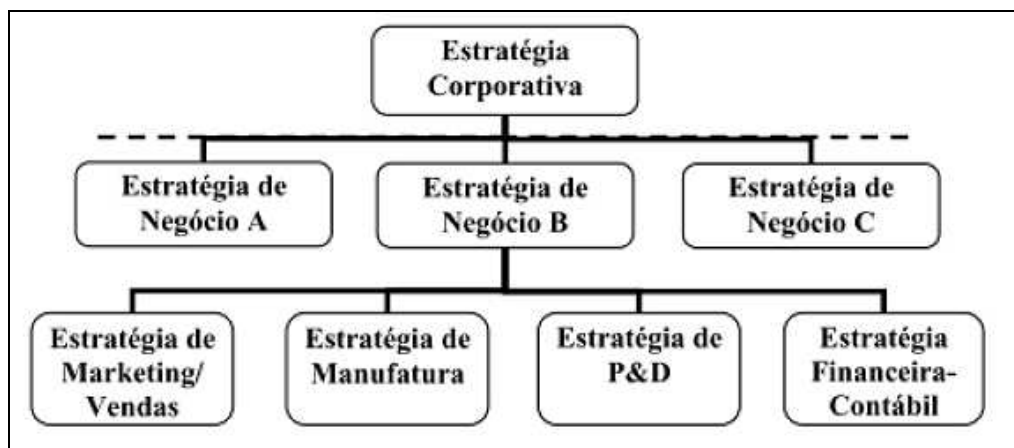 Estratégia
Corporativa
Estratégia de
Negócio A
Estratégia de
Negócio B
Estratégia de
Negócio C
Estratégia de
Marketing/
Vendas
Estratégia de
Manufatura
Estratégia de
P&D
Estratégia
Financeira-
Contábil